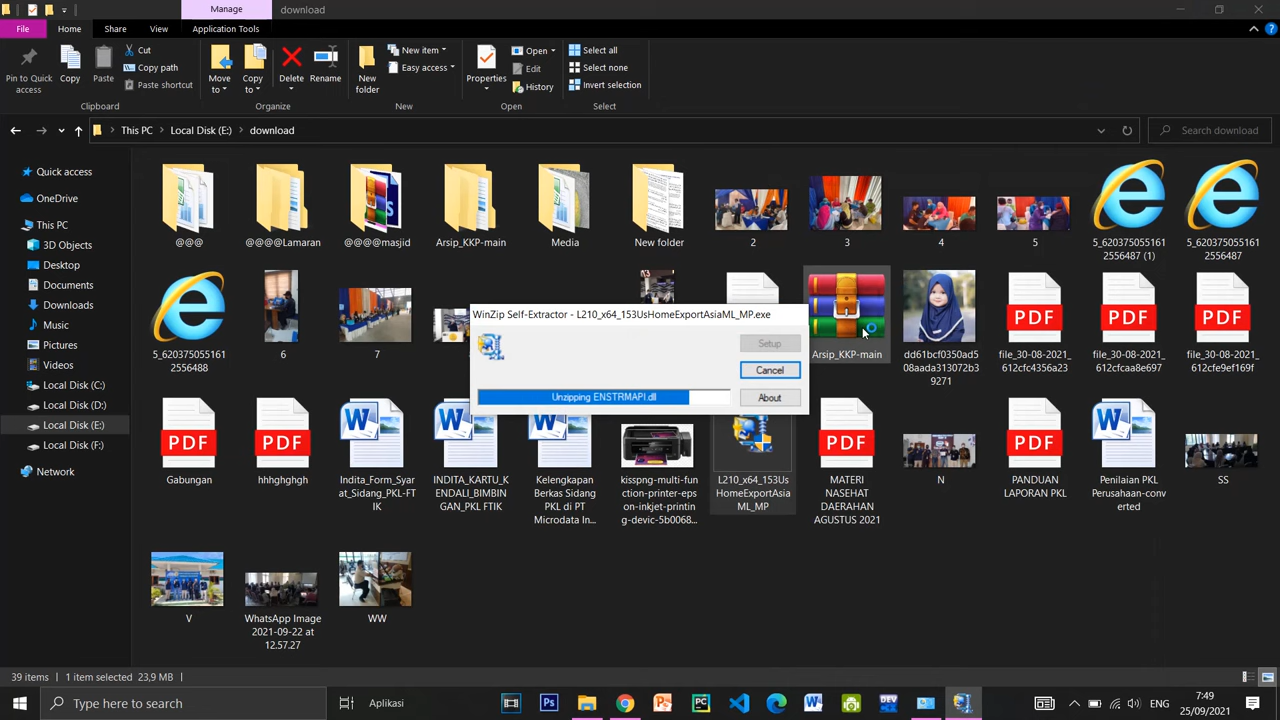 Manage
download
File
Home
Share
View
Application Tools
Pin to Quick
access
Copy
Paste
Cut
Copy path
Paste shortcut
Clipboard
Move
to
Copy
to
Delete
Rename
Organize
New
folder
New item
Easy access
New
Properties
Open
Edit
History
Open
Select all
Select none
Invert selection
Select
This PC
Local Disk (E:)
download
Search download
Quick access
OneDrive
This PC
3D Objects
Desktop
Documents
Downloads
Music
Pictures
Videos
Local Disk (C:)
Local Disk (D:)
Local Disk (E:)
Local Disk (F:)
Network
@@@
@@@@Lamaran
@@@@masjid
Arsip_KKP-main
Media
New folder
2
3
4
5
5_620375055161
2556487 (1)
5_620375055161
2556487
5_620375055161
2556488
6
7
Arsip_KKP-main
dd61bcf0350ad5
08aada313072b3
9271
PDF
file_30-08-2021_
612cfc4356a23
PDF
file_30-08-2021_
612cfcaa8e697
PDF
file_30-08-2021_
612cfe9ef169f
WinZip Self-Extractor - L210_x64_153UsHomeExportAsiaML_MP.exe
Setup
Cancel
Unzipping ENSTRMAPI.dll
About
PDF
Gabungan
PDF
hhhghghgh
Indita_Form_Syar
at_Sidang_PKL-FT
IK
INDITA_KARTU_K
ENDALI_BIMBIN
GAN_PKL FTIK
Kelengkapan
Berkas Sidang
PKL di PT
Microdata In...
kisspng-multi-fun
ction-printer-eps
on-inkjet-printin
g-devic-5b0068...
L210_x64_153Us
HomeExportAsia
ML_MP
PDF
MATERI
NASEHAT
DAERAHAN
AGUSTUS 2021
N
PDF
PANDUAN
LAPORAN PKL
Penilaian PKL
Perusahaan-conv
erted
SS
V
WhatsApp Image
2021-09-22 at
12.57.27
WW
39 items
1 item selected 23,9 MB
Type here to search
Aplikasi
ENG
7:49
25/09/2021